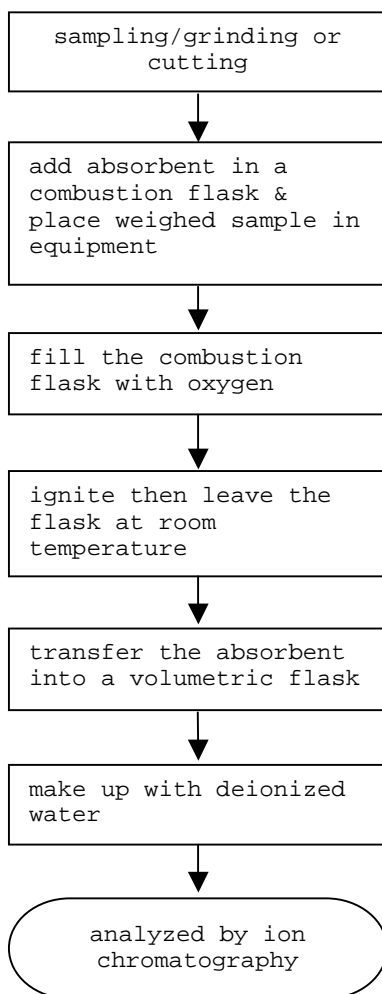 sampling/grinding or
cutting
add absorbent in a
combustion flask &
place weighed sample in
equipment
fill the combustion
flask with oxygen
ignite then leave the
flask at room
temperature
transfer the absorbent
into a volumetric flask
make up with deionized
water
analyzed by ion
chromatography